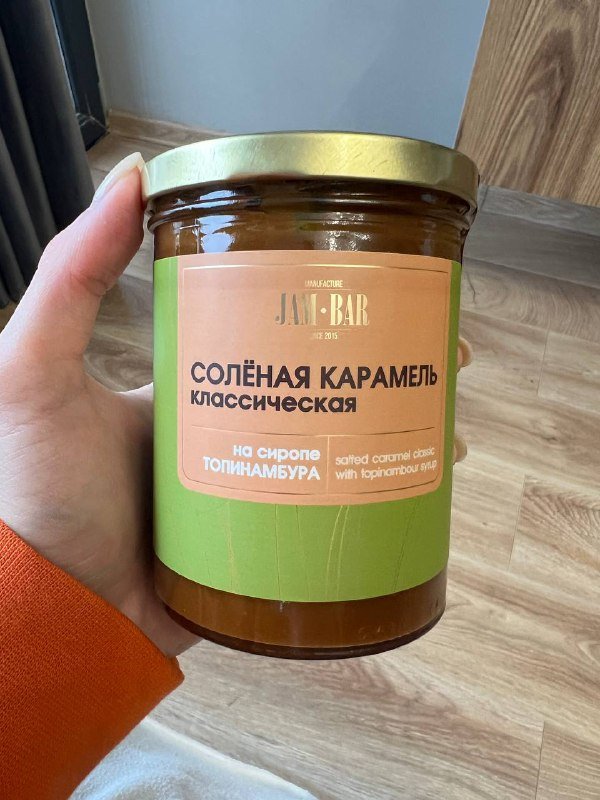 MANUFACTURE
JAM·BAR
SINCE 2015
СОЛЁНАЯ КАРАМЕЛЬ
классическая
на сиропе
ТОПИНАМБУРА
salted caramel classic
with topinambour syrup